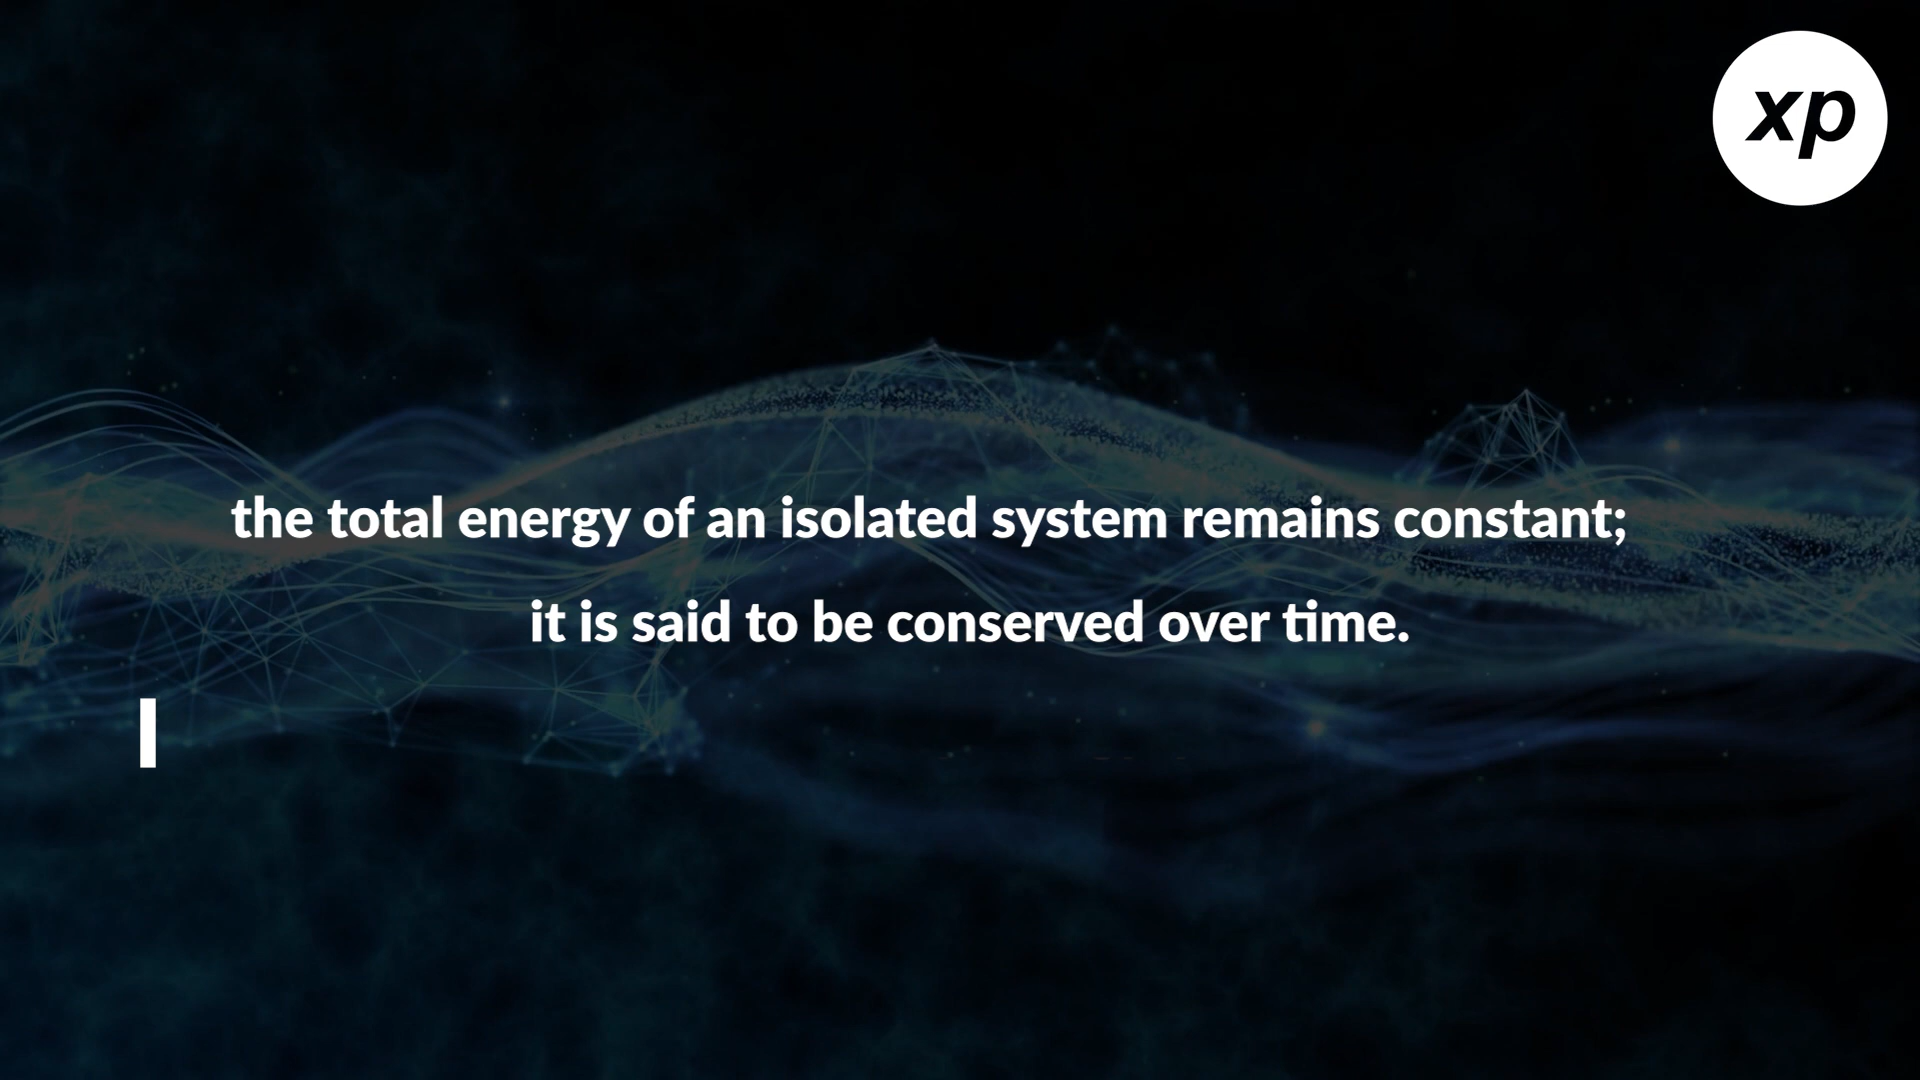 xp
the total energy of an isolated system remains constant;
it is said to be conserved over time.